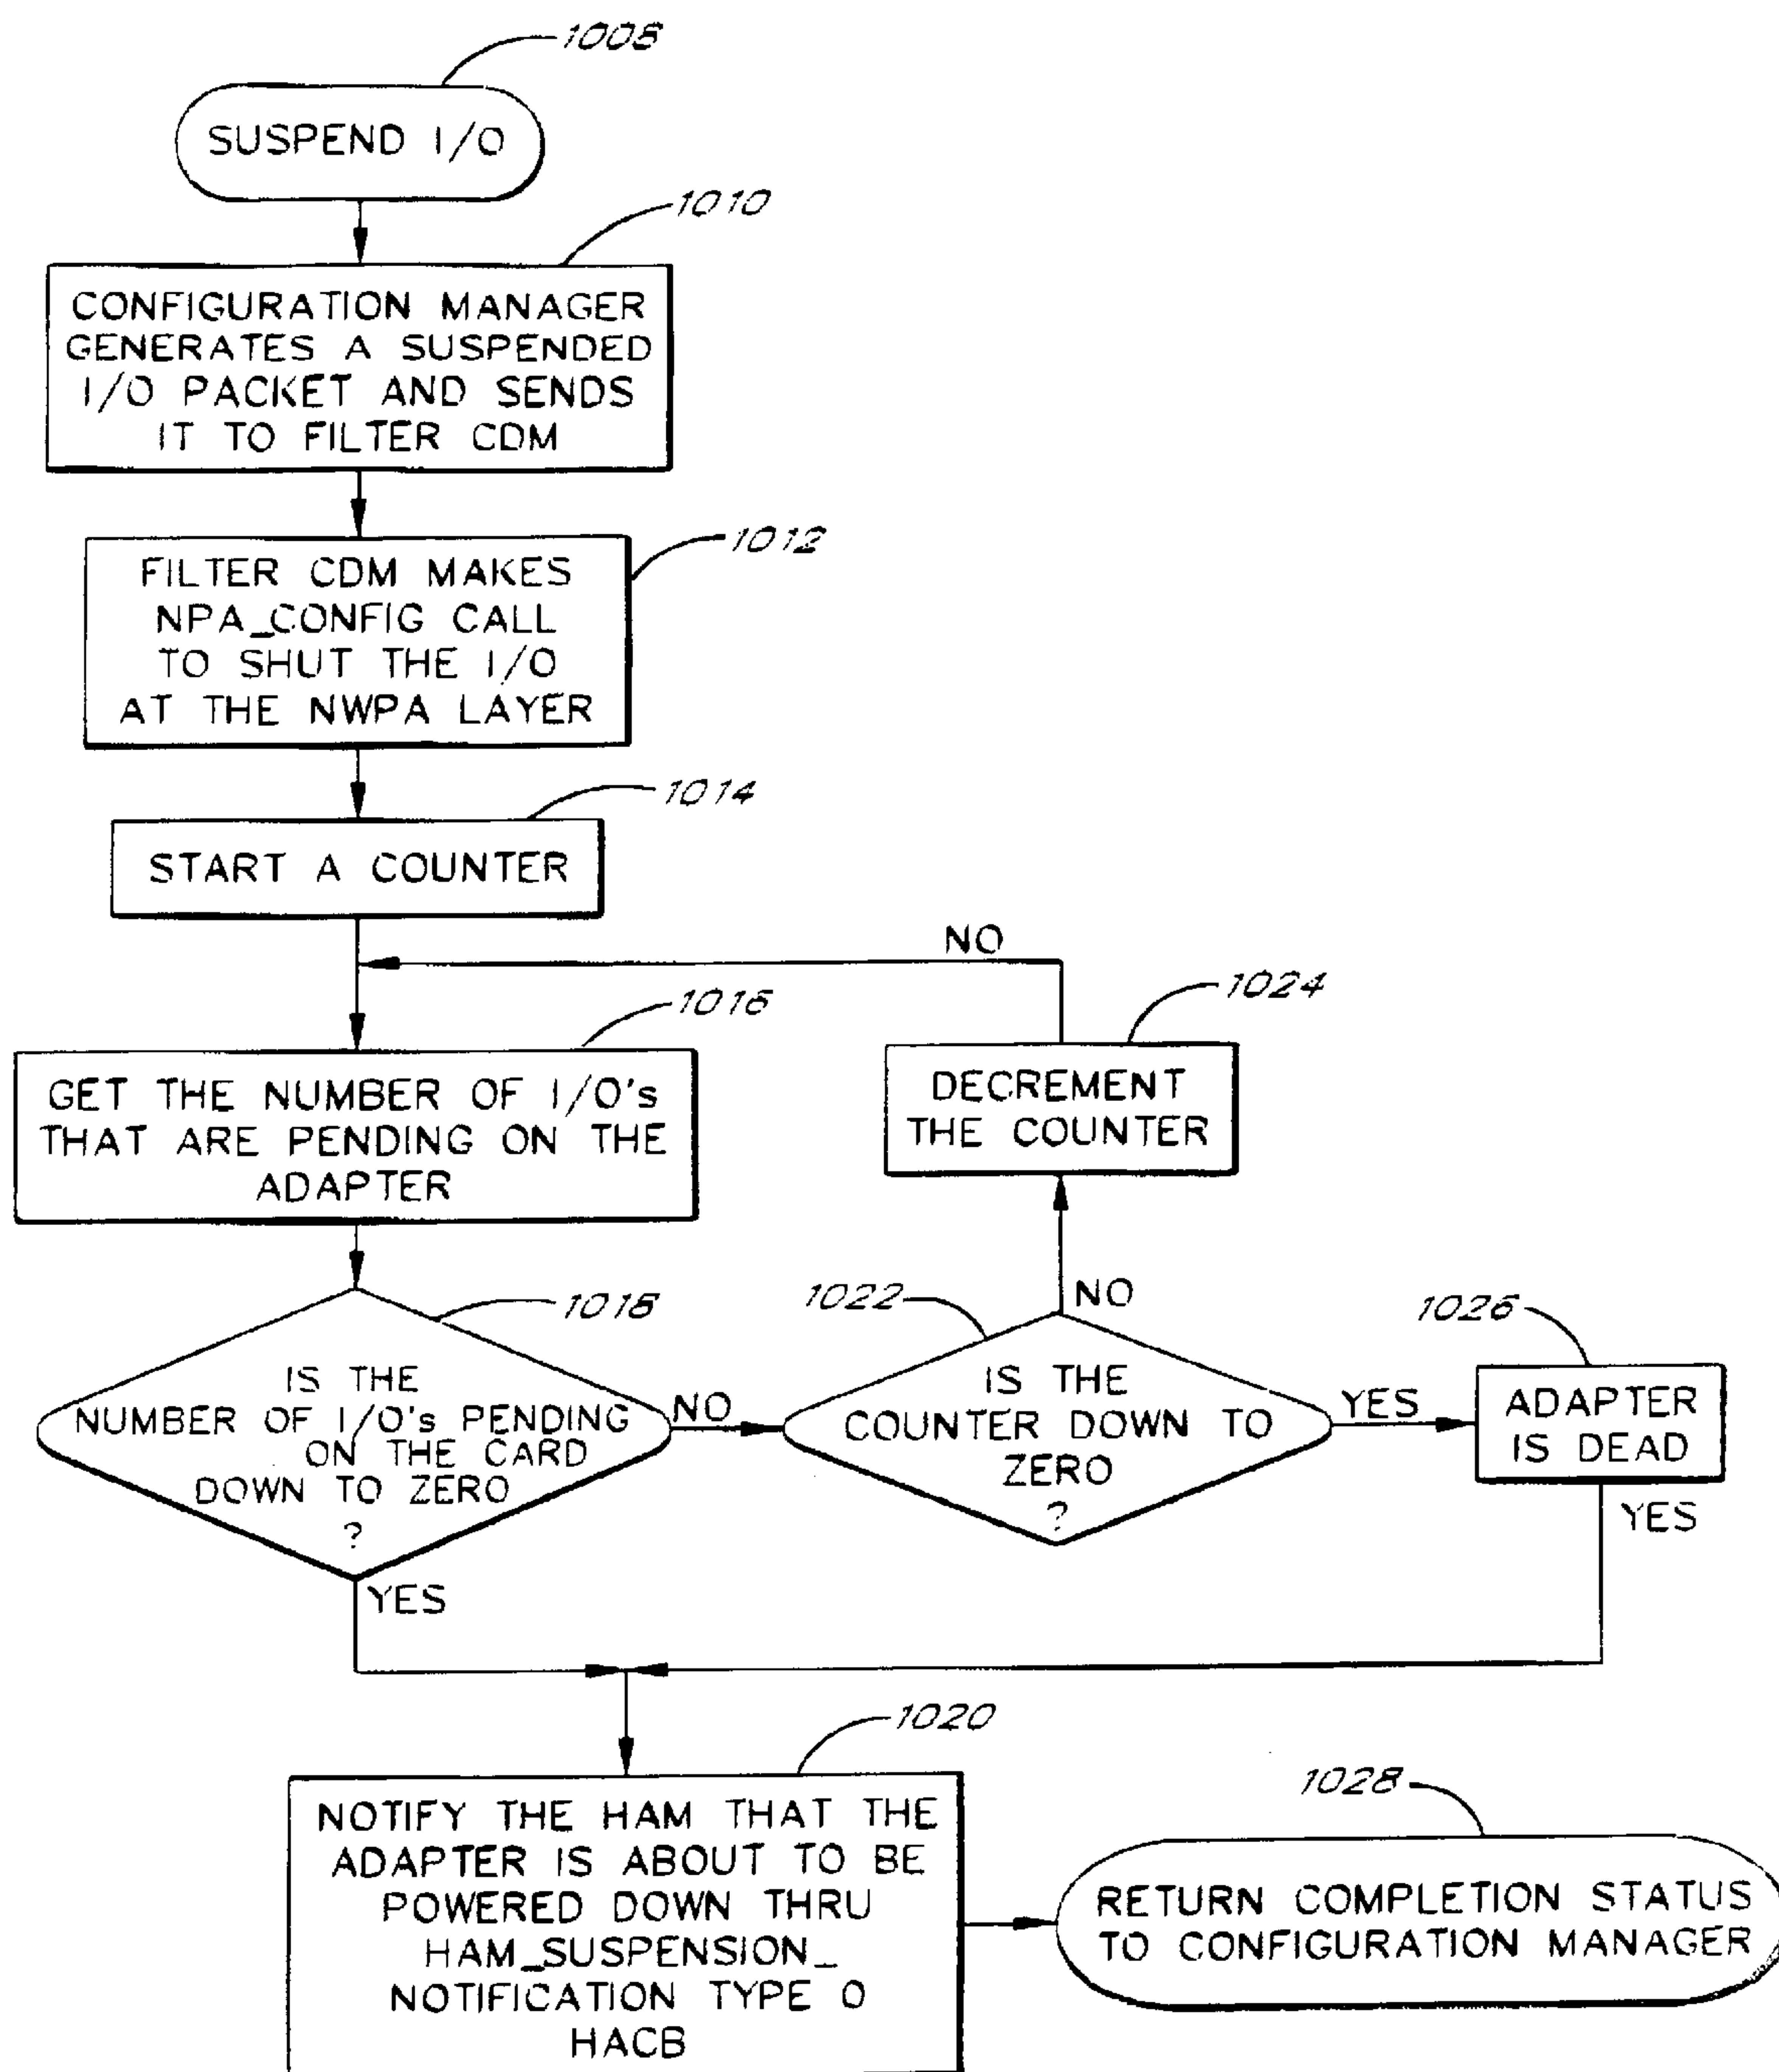 1008
SUSPEND I/O
1010
CONFIGURATION MANAGER
GENERATES A SUSPENDED
I/O PACKET AND SENDS
IT TO FILTER CDM
1012
FILTER CDM MAKES
NPA_CONFIG CALL
TO SHUT THE I/O
AT THE NWPA LAYER
1014
START A COUNTER
NO
1016
1024
GET THE NUMBER OF I/O's
THAT ARE PENDING ON THE
ADAPTER
DECREMENT
THE COUNTER
1018
IS THE
NUMBER OF I/O's PENDING
ON THE CARD
DOWN TO ZERO
?
NO
YES
1022
NO
IS THE
COUNTER DOWN TO
ZERO
?
YES
1026
ADAPTER
IS DEAD
YES
1020
NOTIFY THE HAM THAT THE
ADAPTER IS ABOUT TO BE
POWERED DOWN THRU
HAM_SUSPENSION_
NOTIFICATION TYPE 0
HACB
1028
RETURN COMPLETION STATUS
TO CONFIGURATION MANAGER